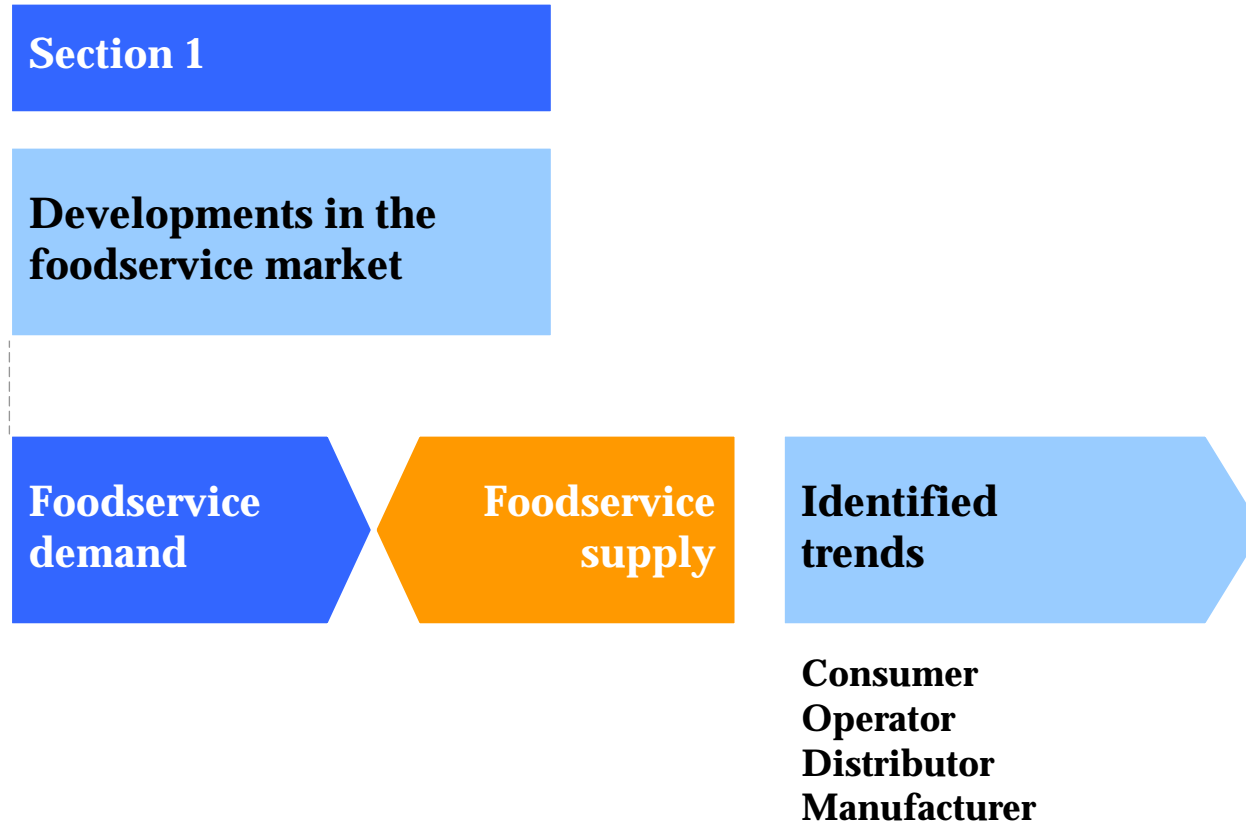 Section 1
Developments in the
foodservice market
Foodservice
demand
Foodservice
supply
Identified
trends
Consumer
Operator
Distributor
Manufacturer